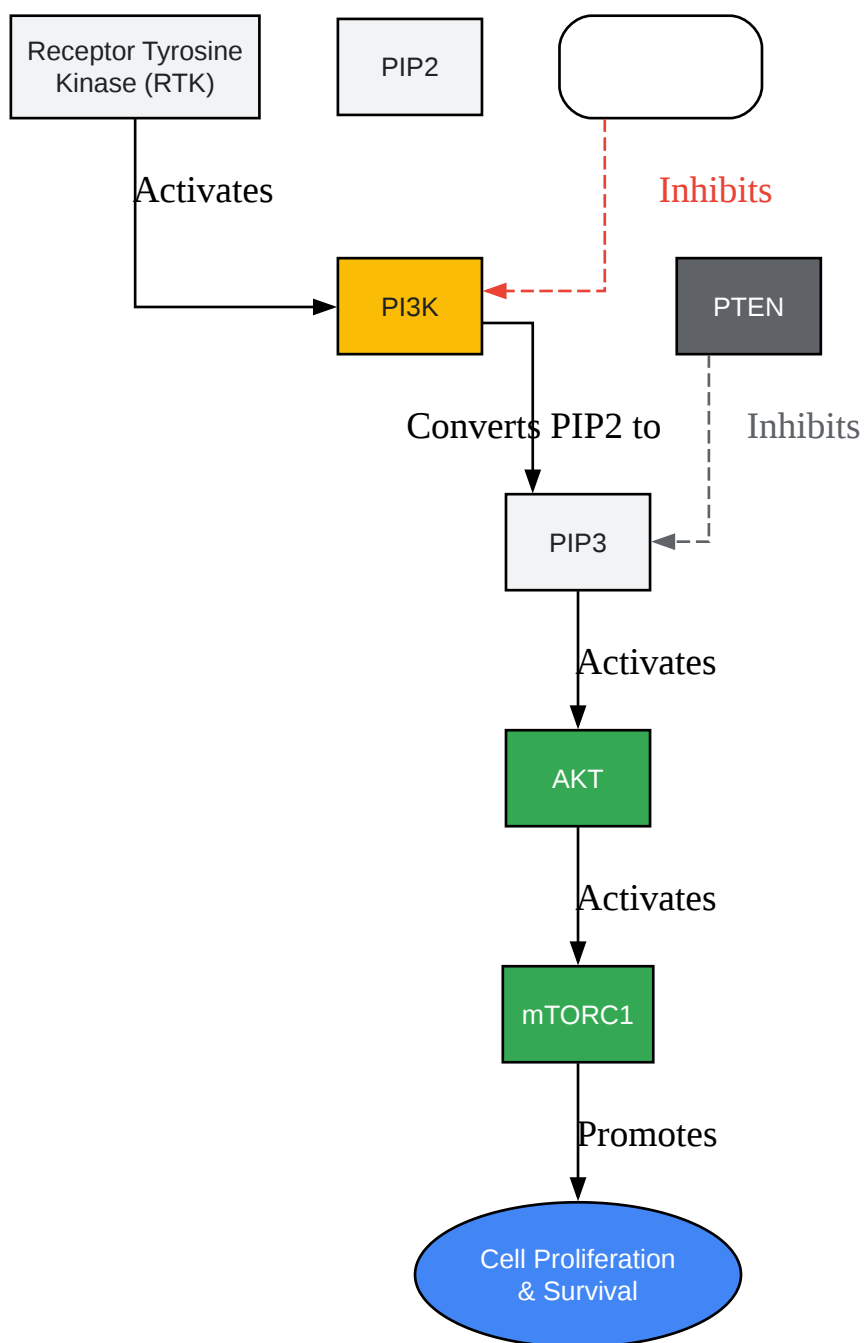 Receptor Tyrosine
Kinase (RTK)
PIP2
Activates
Inhibits
PI3K
PTEN
Converts PIP2 to
Inhibits
PIP3
Activates
AKT
Activates
mTORC1
Promotes
Cell Proliferation
& Survival